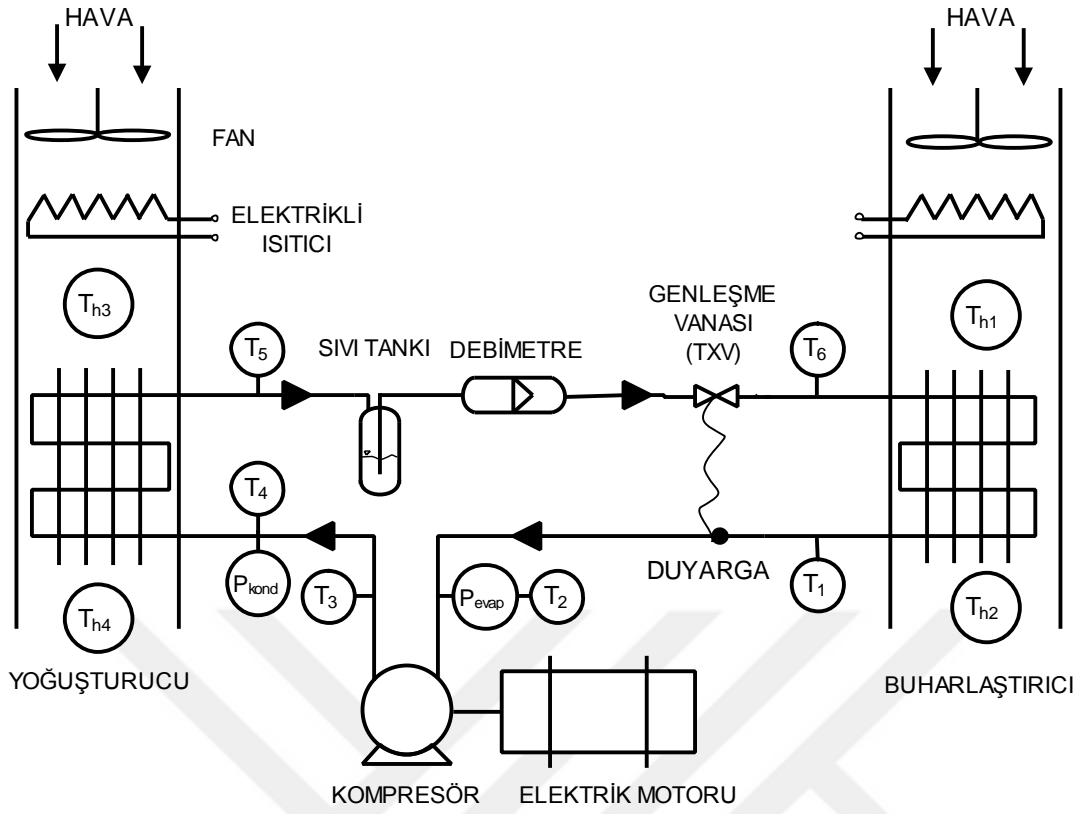 HAVA
HAVA
FAN
ELEKTRİKLİ
ISITICI
Th3
Th1
GENLEŞME
VANASI
(TXV)
T5
SIVI TANKI
DEBİMETRE
T6
T4
DUYARGA
Pkond
T3
Pevap
T2
T1
Th4
Th2
YOĞUŞTURUCU
BUHARLAŞTIRICI
KOMPRESÖR
ELEKTRİK MOTORU